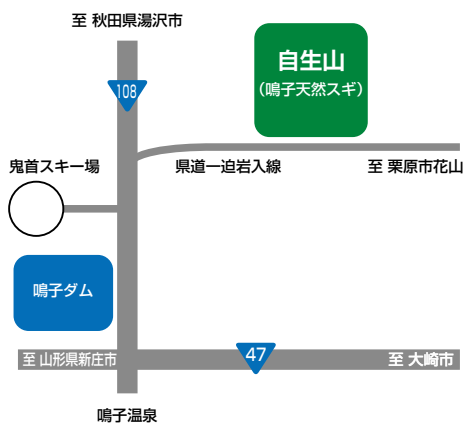 至 秋田県湯沢市
108
自生山
（鳴子天然スギ）
鬼首スキー場
県道一迫岩入線
至 栗原市花山
鳴子ダム
至 山形県新庄市
47
至 大崎市
鳴子温泉